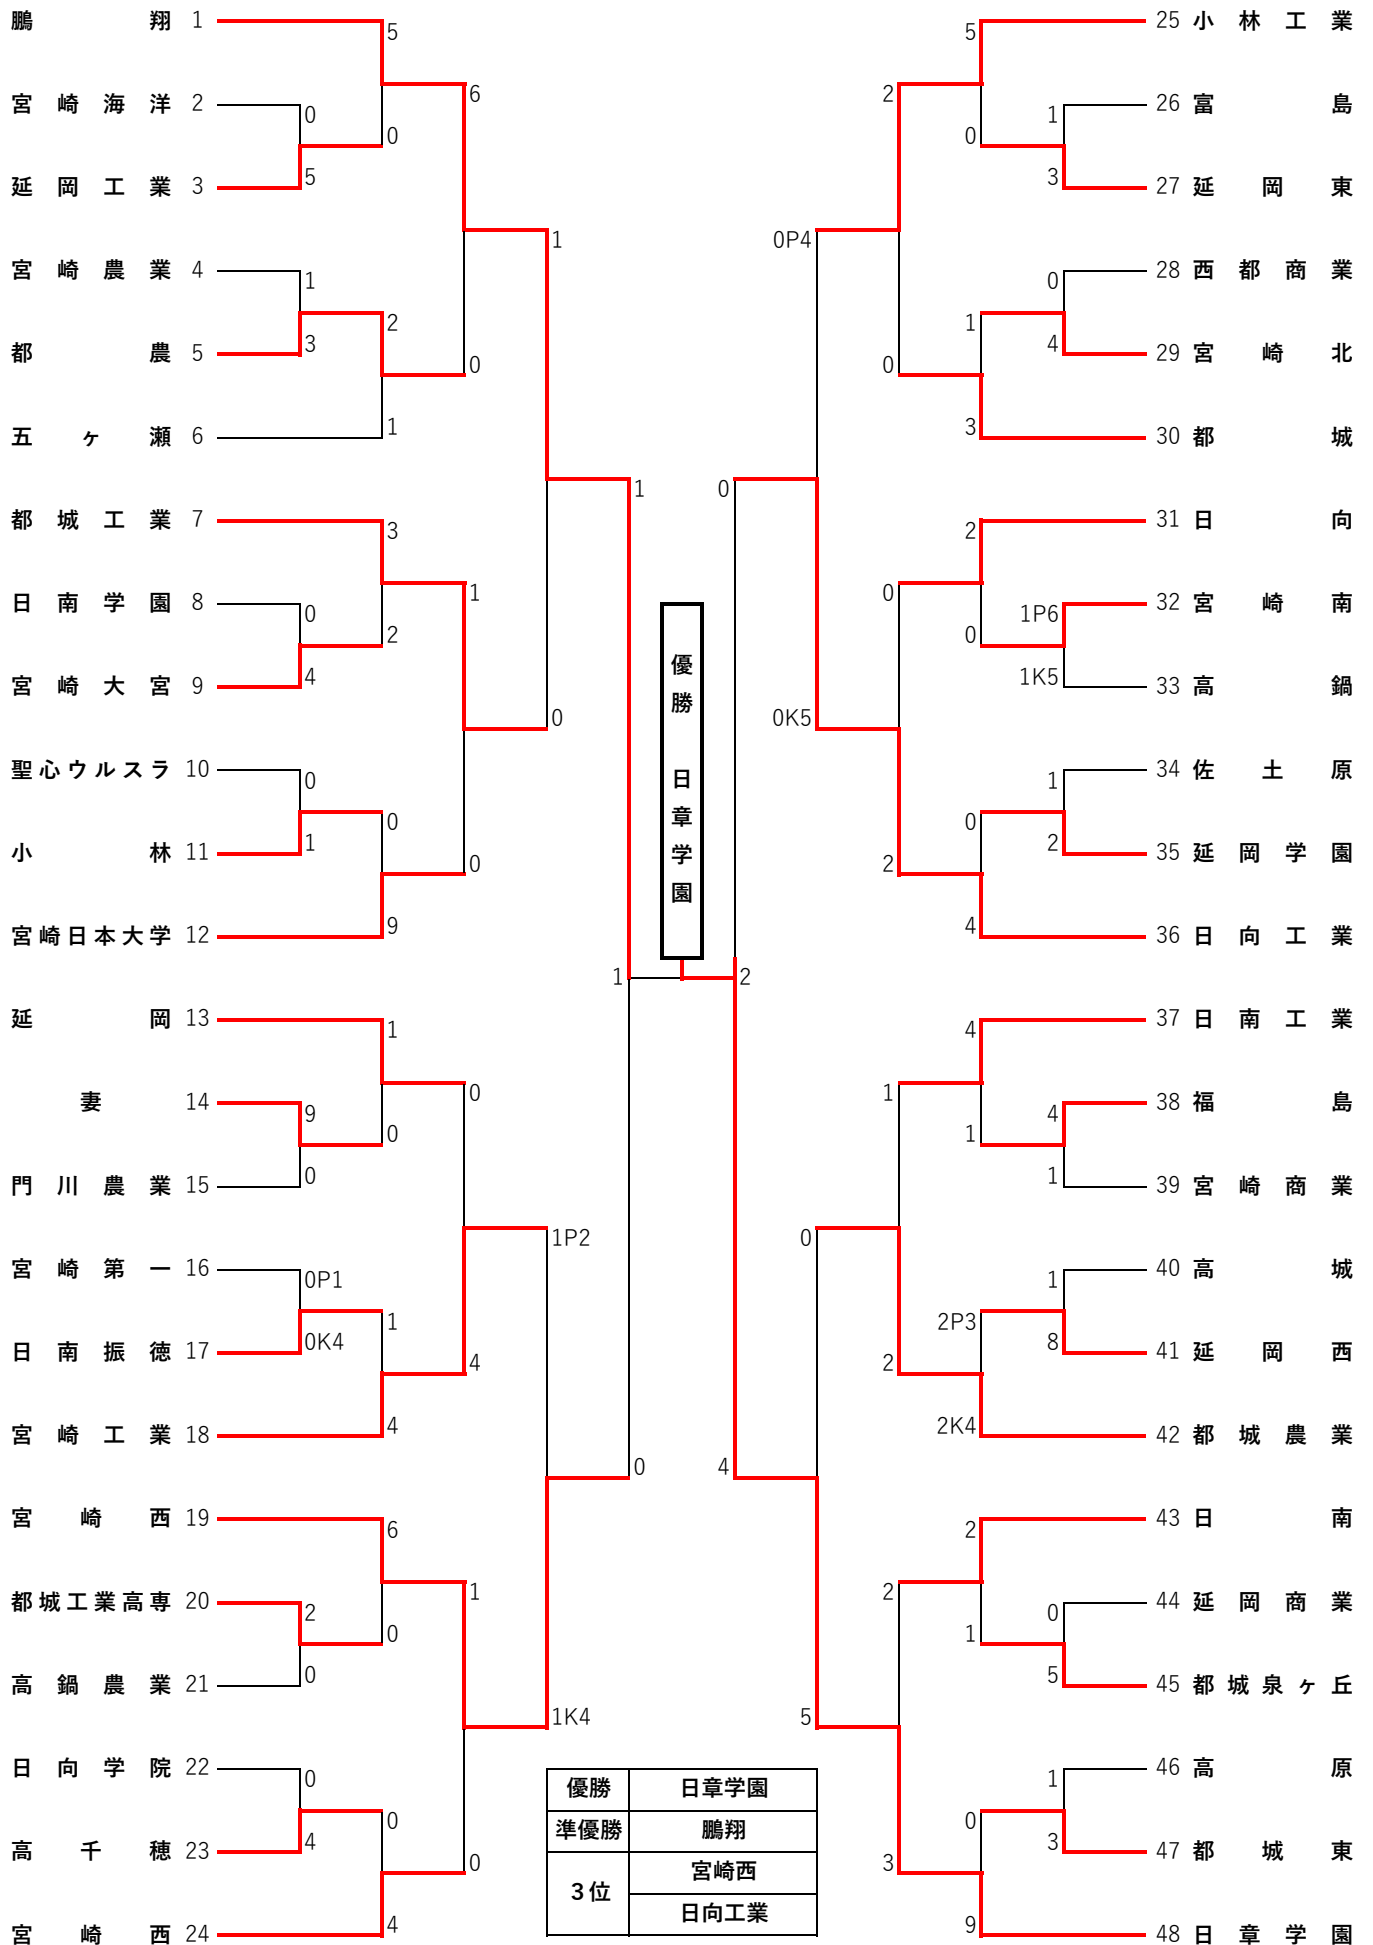 鵬翔 1
宮崎海洋 2
延岡工業 3
宮崎農業 4
都農 5
五ヶ瀬 6
都城工業 7
日南学園 8
宮崎大宮 9
聖心ウルスラ 10
小林 11
宮崎日本大学 12
延岡 13
妻 14
門川農業 15
宮崎第一 16
日南振徳 17
宮崎工業 18
宮崎西 19
都城工業高専 20
高鍋農業 21
日向学院 22
高千穂 23
宮崎西 24
0
5
1
3
0
4
0
1
9
0
0P1
0K4
2
0
0
4
5
0
2
1
3
2
0
9
1
0
1
4
6
0
0
4
6
0
1
0
0
4
1
0
1
0
1P2
1K4
1
0
1
優勝 日章学園
2
0
4
0P4
0K5
0
5
2
0
0
2
1
2
2
3
5
0
1
3
2
0
0
4
4
1
2P3
2K4
2
1
0
9
1
3
0
4
1P6
1K5
1
2
4
1
1
8
0
5
1
3
25 小林工業
26 富島
27 延岡東
28 西都商業
29 宮崎北
30 都城
31 日向
32 宮崎南
33 高鍋
34 佐土原
35 延岡学園
36 日向工業
37 日南工業
38 福島
39 宮崎商業
40 高城
41 延岡西
42 都城農業
43 日南
44 延岡商業
45 都城泉ヶ丘
46 高原
47 都城東
48 日章学園
優勝 日章学園
準優勝 鵬翔
3位 宮崎西
日向工業